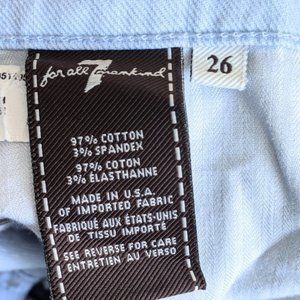 for all 7 mankind
26
97% COTTON
3% SPANDEX
97% COTON
3% ÉLASTHANNE
MADE IN U.S.A.
OF IMPORTED FABRIC
FABRIQUÉ AUX ÉTATS-UNIS
DE TISSU IMPORTÉ
SEE REVERSE FOR CARE
ENTRETIEN AU VERSO